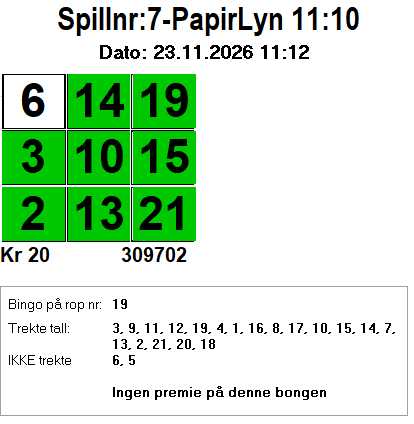 Spillnr:7-PapirLyn 11:10
Dato: 23.11.2026 11:12
6 14 19
3 10 15
2 13 21
Kr 20 309702
Bingo på rop nr: 19
Trekte tall: 3, 9, 11, 12, 19, 4, 1, 16, 8, 17, 10, 15, 14, 7,
13, 2, 21, 20, 18
IKKE trekte 6, 5
Ingen premie på denne bongen